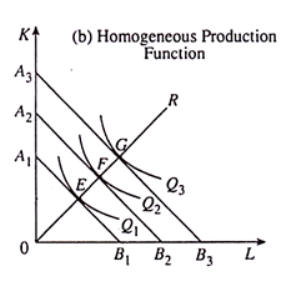 K
(b) Homogeneous Production
Function
A3
R
A2
G
A1
F
Q3
E
Q2
Q1
0
B1
B2
B3
L